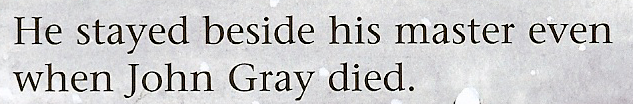 He stayed beside his master even
when John Gray died.